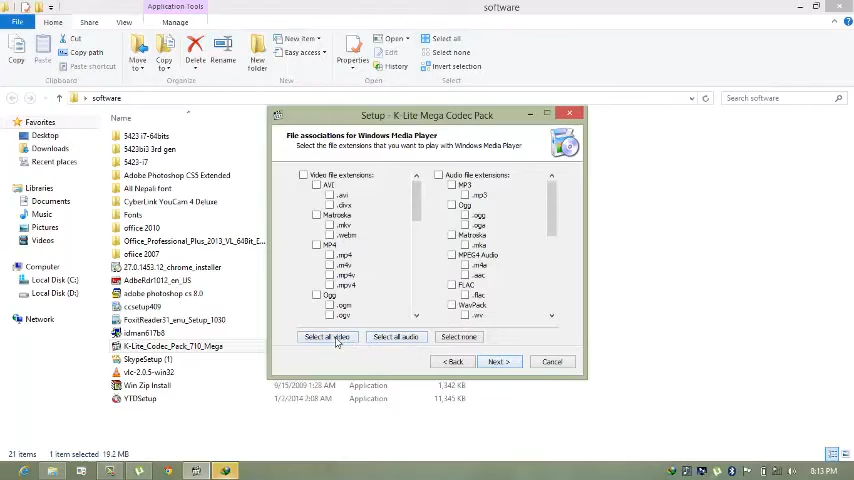 Application Tools
software
File
Home
Share
View
Manage
Copy
Paste
Cut
Copy path
Paste shortcut
Move to
Copy to
Delete
Rename
New folder
New item
Easy access
Properties
Open
Edit
History
Select all
Select none
Invert selection
Clipboard
Organize
New
Open
Select
software
Search software
Favorites
Desktop
Downloads
Recent places
Libraries
Documents
Music
Pictures
Videos
Computer
Local Disk (C:)
Local Disk (D:)
Network
Name
5423 i7-64bits
5423bi3 3rd gen
5423-i7
Adobe Photoshop CS5 Extended
All Nepali font
CyberLink YouCam 4 Deluxe
Fonts
office 2010
Office_Professional_Plus_2013_VL_64Bit_E...
office 2007
27.0.1453.12_chrome_installer
AdbeRdr1012_en_US
adobe photoshop cs 8.0
ccsetup409
FoxitReader51_enu_Setup_1030
idman617b8
K-Lite_Codec_Pack_710_Mega
SkypeSetup (1)
vlc-2.0.5-win32
Win Zip Install
9/15/2009 1:28 AM Application 1,342 KB
YTDSetup
1/2/2014 2:08 AM Application 11,345 KB
Setup - K-Lite Mega Codec Pack
File associations for Windows Media Player
Select the file extensions that you want to play with Windows Media Player
Video file extensions:
AVI
.avi
.divx
Matroska
.mkv
.webm
MP4
.mp4
.m4v
.mp4v
.mpv4
Ogg
.ogm
.ogv
Audio file extensions:
MP3
.mp3
Ogg
.ogg
.oga
Matroska
.mka
MPEG4 Audio
.m4a
.aac
FLAC
.flac
WavPack
.wv
Select all video
Select all audio
Select none
< Back
Next >
Cancel
21 items 1 item selected 19.2 MB
8:13 PM